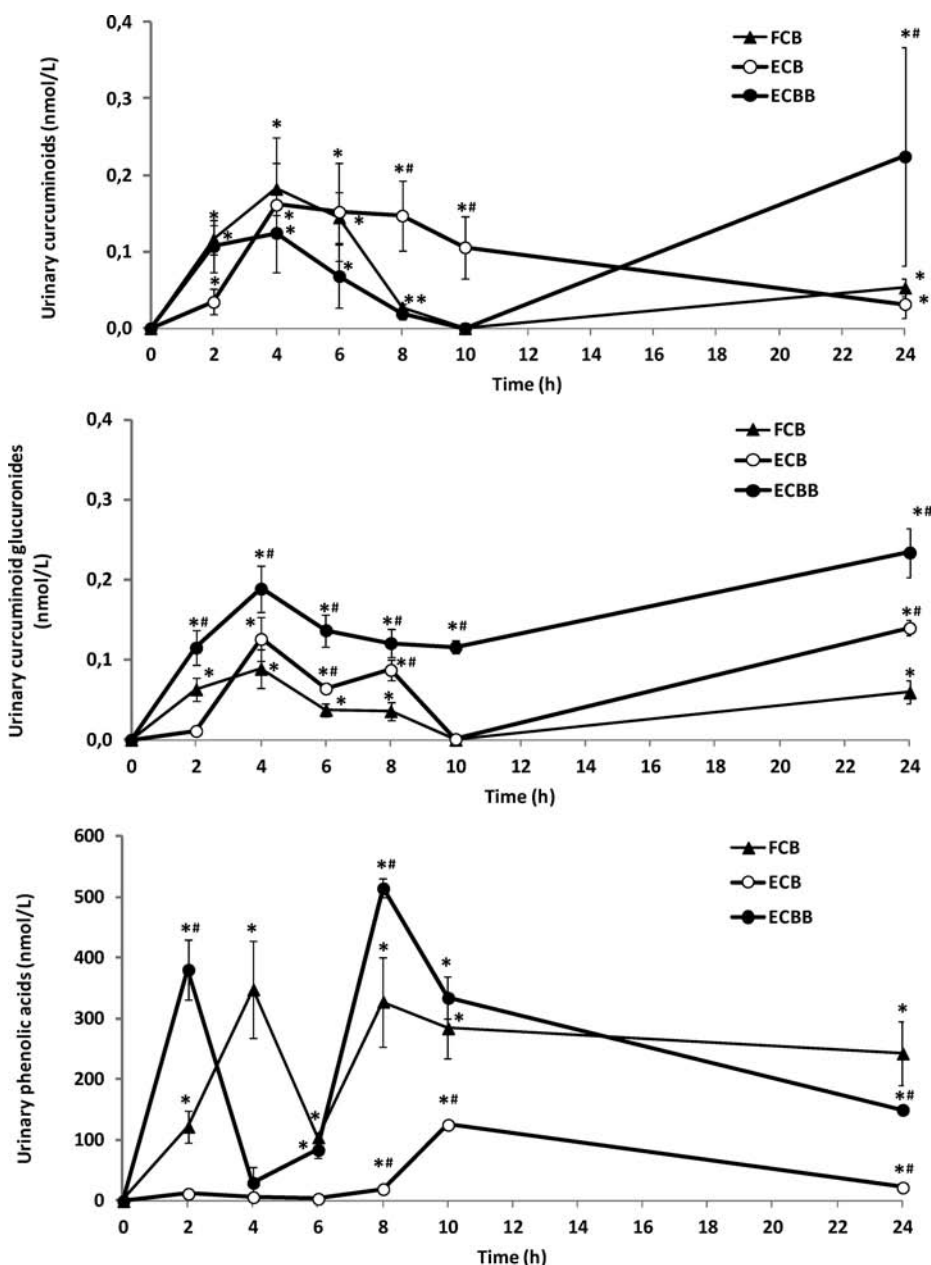 Urinary curcuminoids (nmol/L)
0,4
0,3
0,2
0,1
0,0
FCB
ECB
ECBB
* * * * * * * * *# *# ** *# * *
0 2 4 6 8 10 12 14 16 18 20 22 24
Time (h)
Urinary curcuminoid glucuronides
(nmol/L)
0,4
0,3
0,2
0,1
0,0
FCB
ECB
ECBB
*# * *# * * *# *# * *# *# * *# *# *# *
0 2 4 6 8 10 12 14 16 18 20 22 24
Time (h)
Urinary phenolic acids (nmol/L)
600
500
400
300
200
100
0
FCB
ECB
ECBB
*# * * * * *# * *# * * *# * *# *#
0 2 4 6 8 10 12 14 16 18 20 22 24
Time (h)